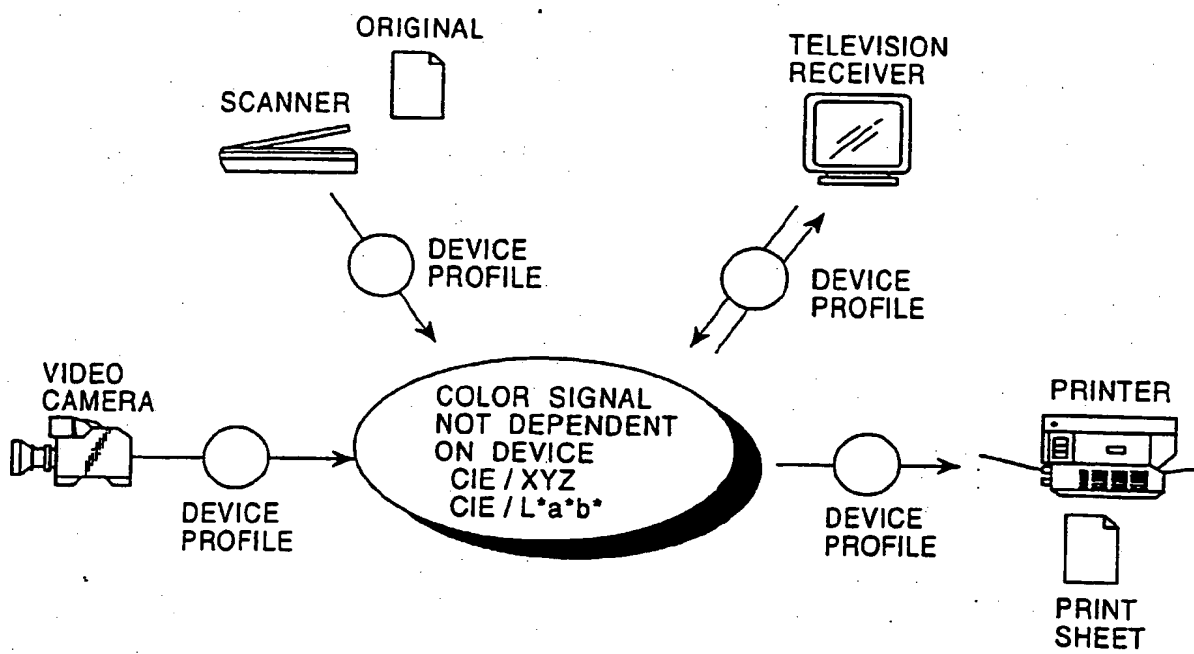 ORIGINAL
SCANNER
TELEVISION
RECEIVER
DEVICE
PROFILE
DEVICE
PROFILE
VIDEO
CAMERA
COLOR SIGNAL
NOT DEPENDENT
ON DEVICE
CIE / XYZ
CIE / L*a*b*
PRINTER
DEVICE
PROFILE
DEVICE
PROFILE
PRINT
SHEET